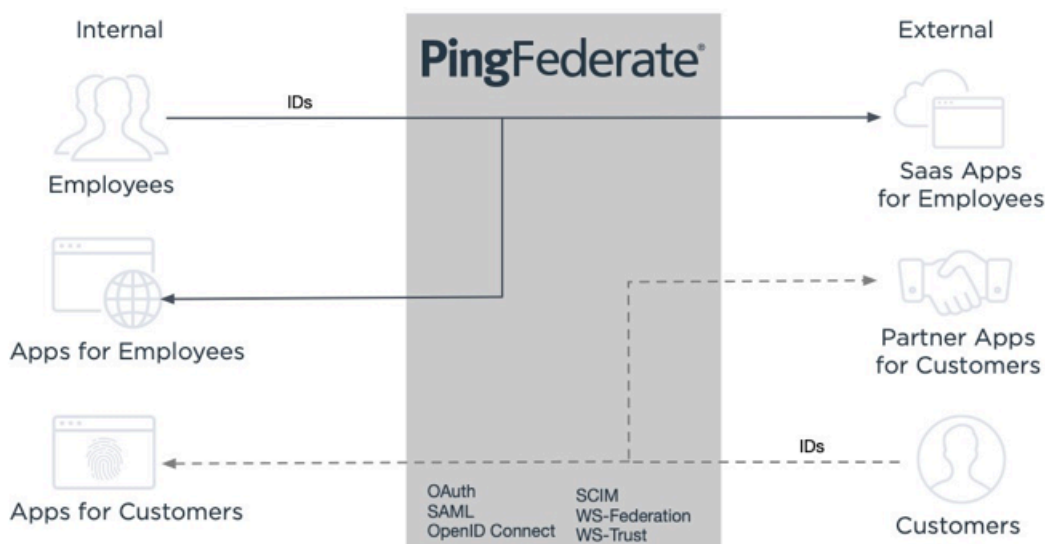 Internal
PingFederate®
External
IDs
Employees
Saas Apps
for Employees
Apps for Employees
Partner Apps
for Customers
IDs
Apps for Customers
OAuth
SAML
OpenID Connect
SCIM
WS-Federation
WS-Trust
Customers